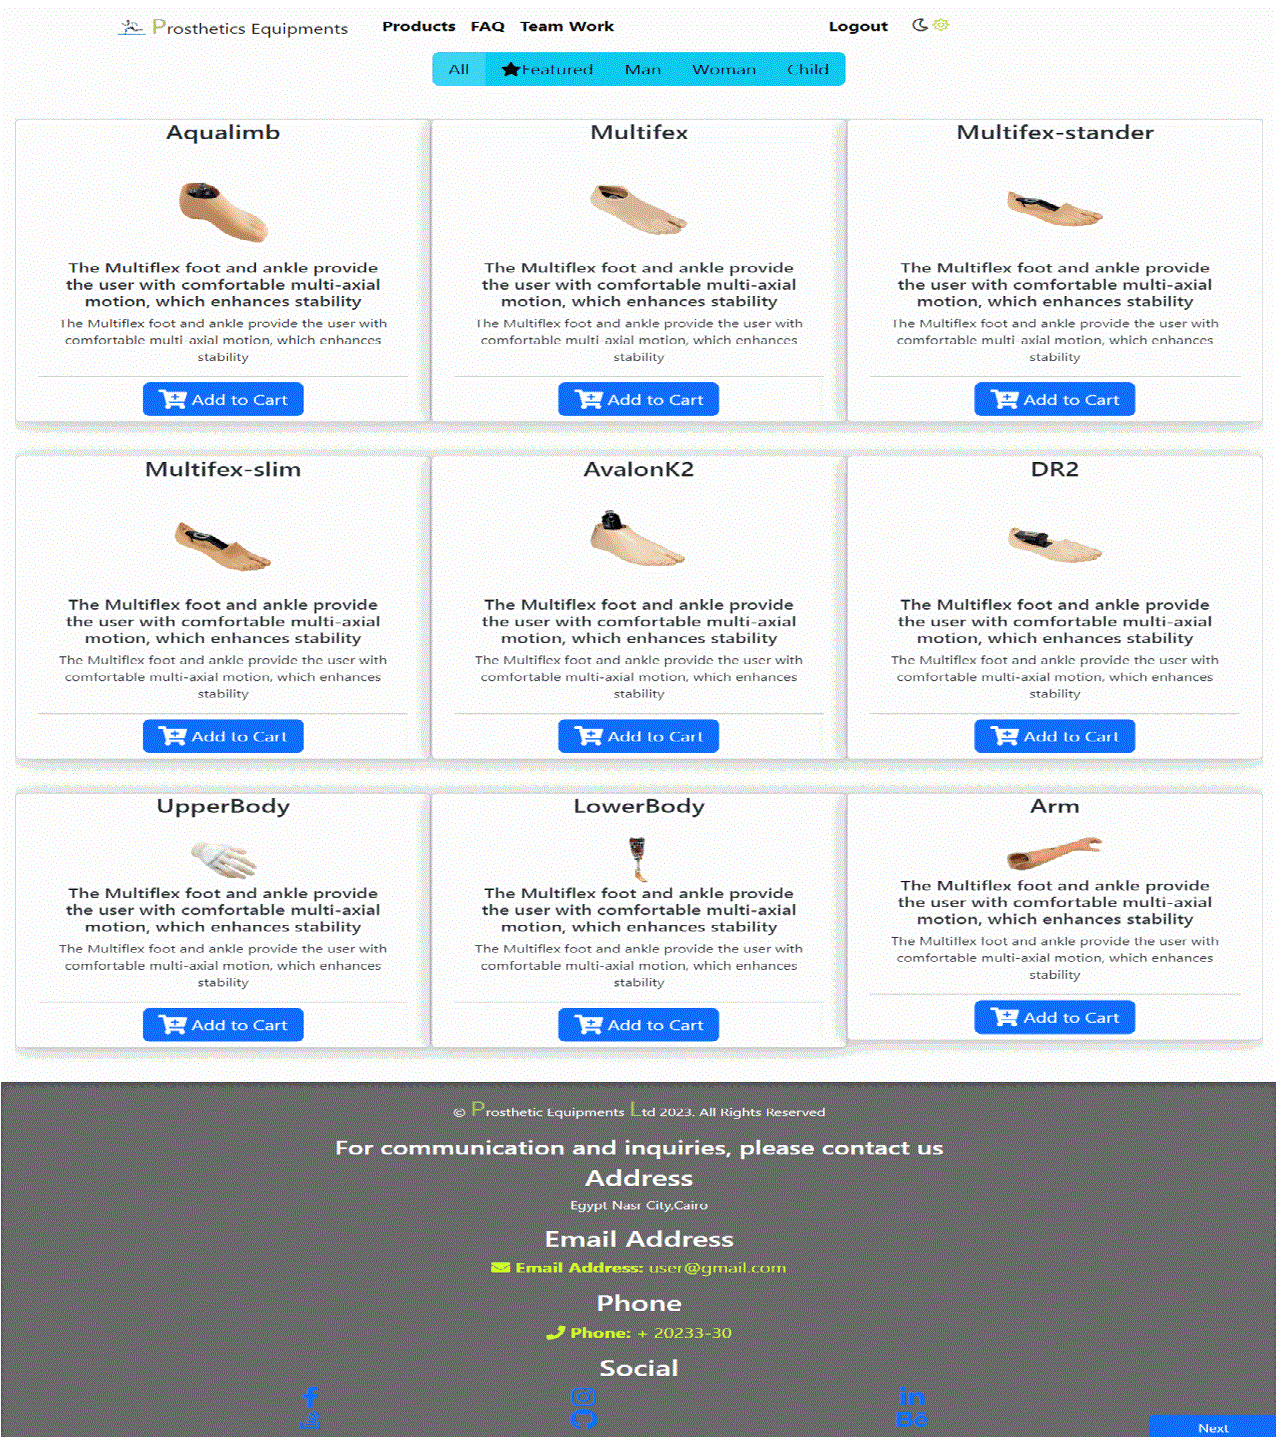 Prosthetics Equipments Products FAQ Team Work Logout
All Featured Man Woman Child
Aqualimb
The Multiflex foot and ankle provide
the user with comfortable multi-axial
motion, which enhances stability
The Multiflex foot and ankle provide the user with
comfortable multi-axial motion, which enhances
stability
Add to Cart
Multifex
The Multiflex foot and ankle provide
the user with comfortable multi-axial
motion, which enhances stability
The Multiflex foot and ankle provide the user with
comfortable multi-axial motion, which enhances
stability
Add to Cart
Multifex-stander
The Multiflex foot and ankle provide
the user with comfortable multi-axial
motion, which enhances stability
The Multiflex foot and ankle provide the user with
comfortable multi-axial motion, which enhances
stability
Add to Cart
Multifex-slim
The Multiflex foot and ankle provide
the user with comfortable multi-axial
motion, which enhances stability
The Multiflex foot and ankle provide the user with
comfortable multi-axial motion, which enhances
stability
Add to Cart
AvalonK2
The Multiflex foot and ankle provide
the user with comfortable multi-axial
motion, which enhances stability
The Multiflex foot and ankle provide the user with
comfortable multi-axial motion, which enhances
stability
Add to Cart
DR2
The Multiflex foot and ankle provide
the user with comfortable multi-axial
motion, which enhances stability
The Multiflex foot and ankle provide the user with
comfortable multi-axial motion, which enhances
stability
Add to Cart
UpperBody
The Multiflex foot and ankle provide
the user with comfortable multi-axial
motion, which enhances stability
The Multiflex foot and ankle provide the user with
comfortable multi-axial motion, which enhances
stability
Add to Cart
LowerBody
The Multiflex foot and ankle provide
the user with comfortable multi-axial
motion, which enhances stability
The Multiflex foot and ankle provide the user with
comfortable multi-axial motion, which enhances
stability
Add to Cart
Arm
The Multiflex foot and ankle provide
the user with comfortable multi-axial
motion, which enhances stability
The Multiflex foot and ankle provide the user with
comfortable multi-axial motion, which enhances
stability
Add to Cart
© Prosthetic Equipments Ltd 2023. All Rights Reserved
For communication and inquiries, please contact us
Address
Egypt Nasr City,Cairo
Email Address
Email Address: user@gmail.com
Phone
Phone: + 20233-30
Social
Next